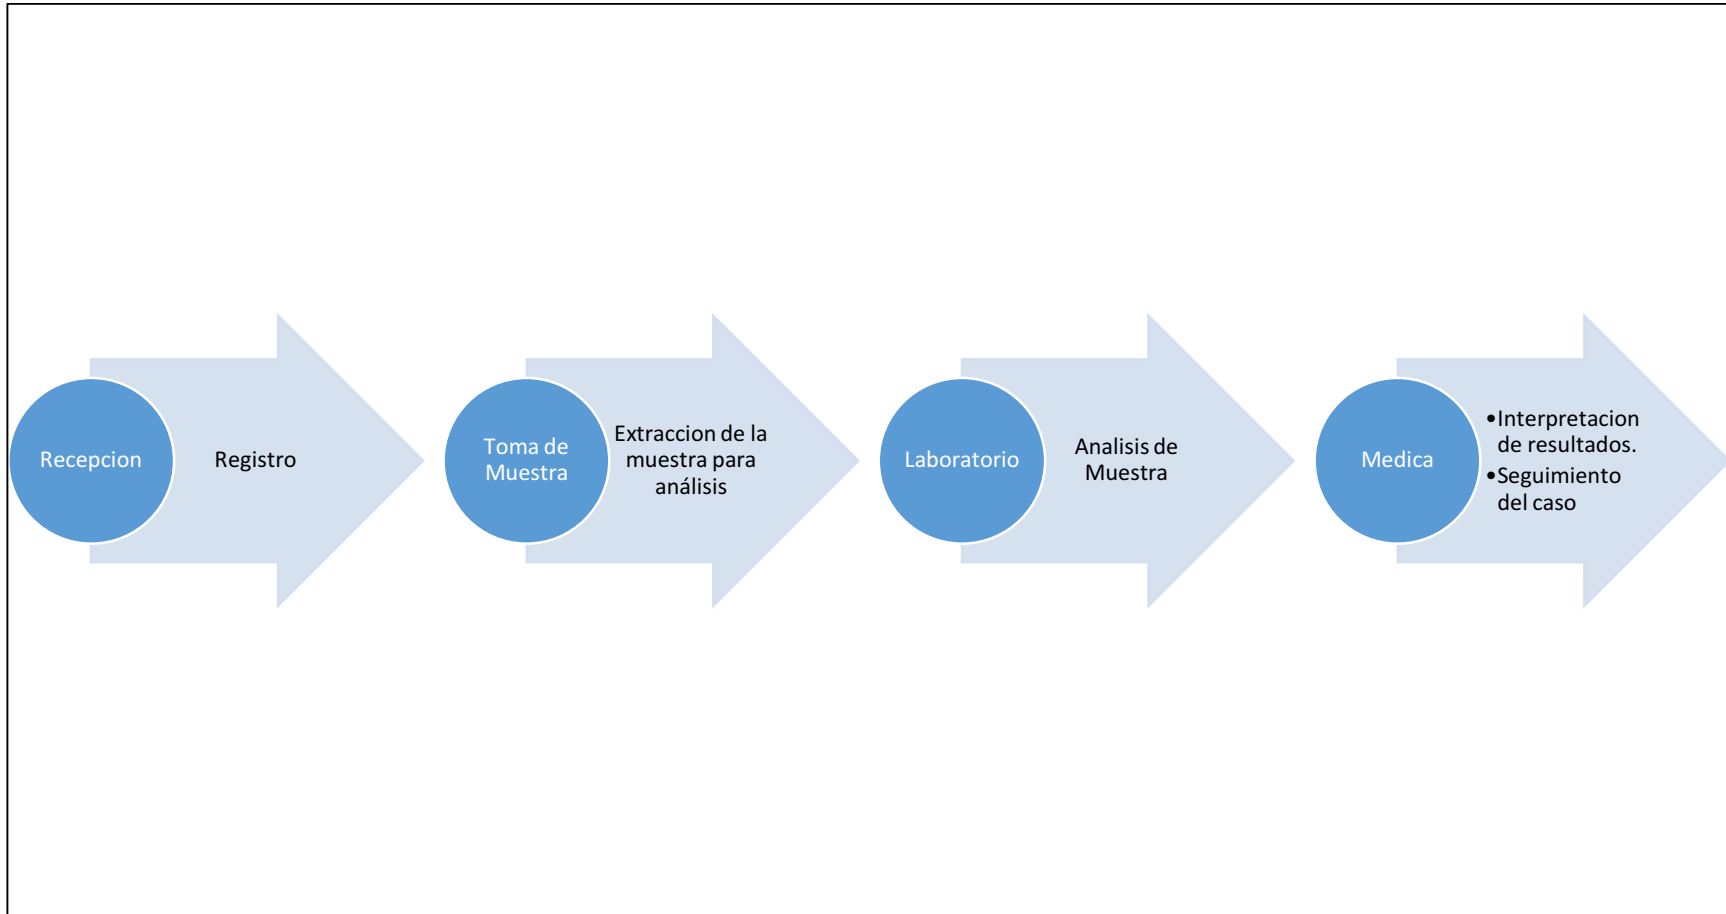 Recepcion
Registro
Toma de
Muestra
Extraccion de la
muestra para
análisis
Laboratorio
Analisis de
Muestra
Medica
•Interpretacion
de resultados.
•Seguimiento
del caso